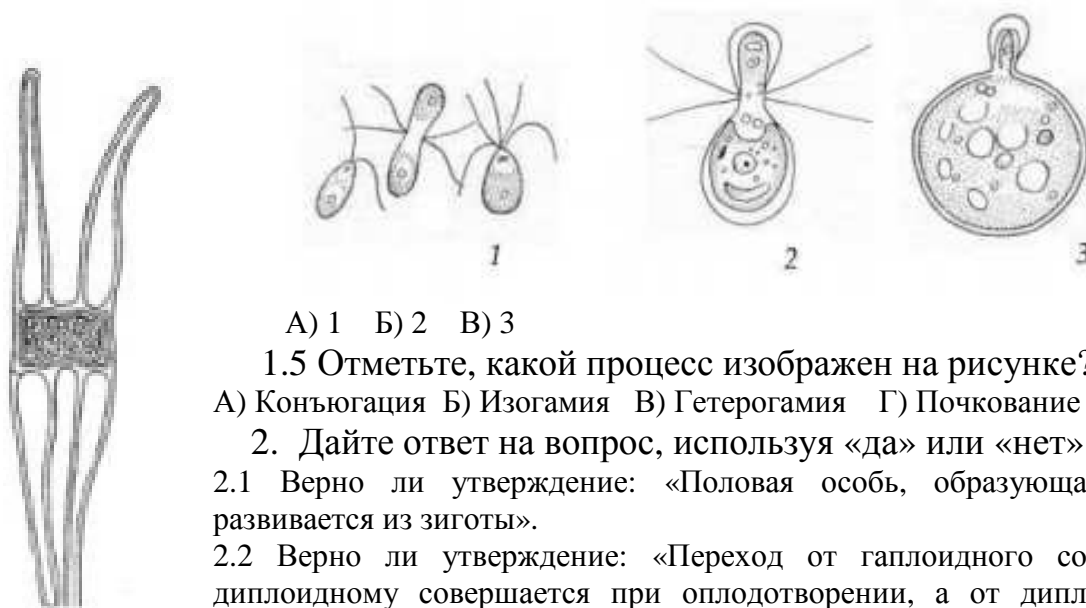 1
2
3
А) 1 Б) 2 В) 3
1.5 Отметьте, какой процесс изображен на рисунке?
А) Конъюгация Б) Изогамия В) Гетерогамия Г) Почкование
2. Дайте ответ на вопрос, используя «да» или «нет»
2.1 Верно ли утверждение: «Половая особь, образующа
развивается из зиготы».
2.2 Верно ли утверждение: «Переход от гаплоидного со
диплоидному совершается при оплодотворении, а от дипл